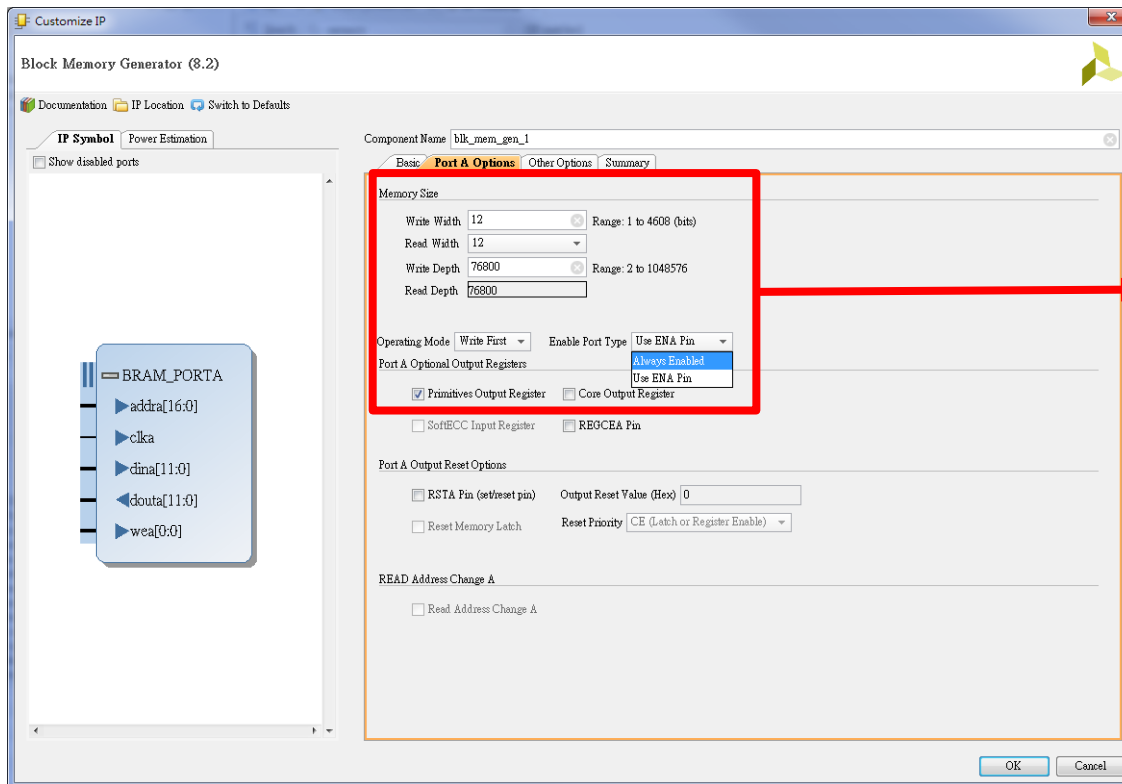 Customize IP
Block Memory Generator (8.2)
Documentation IP Location Switch to Defaults
IP Symbol Power Estimation
Show disabled ports
BRAM_PORTA
addra[16:0]
clka
dina[11:0]
douta[11:0]
wea[0:0]
Component Name blk_mem_gen_1
Basic Port A Options Other Options Summary
Memory Size
Write Width 12 Range: 1 to 4608 (bits)
Read Width 12
Write Depth 76800 Range: 2 to 1048576
Read Depth 76800
Operating Mode Write First Enable Port Type Use ENA Pin
Always Enabled
Use ENA Pin
Port A Optional Output Registers
Primitives Output Register Core Output Register
SoftECC Input Register REGCEA Pin
Port A Output Reset Options
RSTA Pin (set/reset pin) Output Reset Value (Hex) 0
Reset Memory Latch Reset Priority CE (Latch or Register Enable)
READ Address Change A
Read Address Change A
OK Cancel